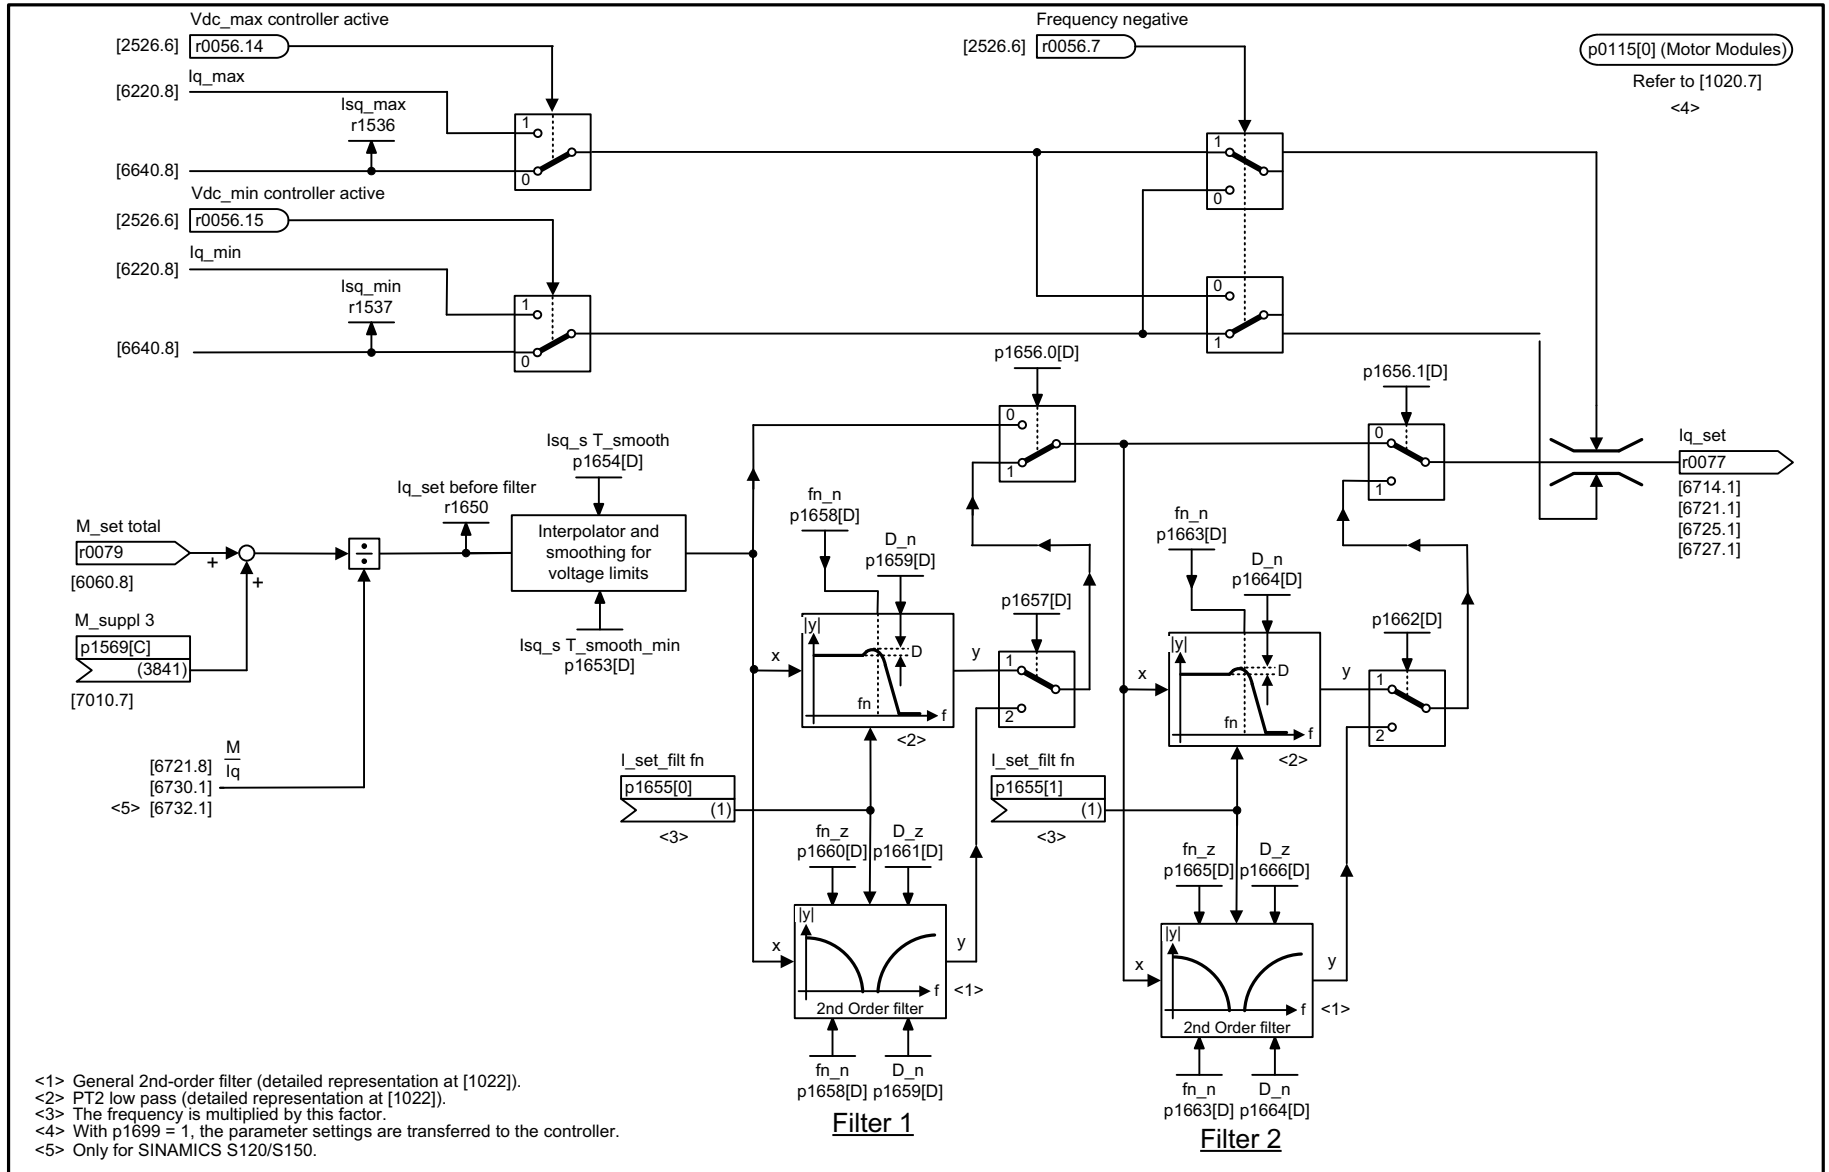 Vdc_max controller active
[2526.6] r0056.14
Iq_max
[6220.8]
Isq_max
r1536
1
0
[6640.8]
Vdc_min controller active
[2526.6] r0056.15
Iq_min
[6220.8]
Isq_min
r1537
1
0
[6640.8]
Frequency negative
[2526.6] r0056.7
1
0
0
1
p0115[0] (Motor Modules)
Refer to [1020.7]
<4>
p1656.0[D]
0
1
p1656.1[D]
0
1
Iq_set
r0077
[6714.1]
[6721.1]
[6725.1]
[6727.1]
Isq_s T_smooth
p1654[D]
Iq_set before filter
r1650
Interpolator and
smoothing for
voltage limits
Isq_s T_smooth_min
p1653[D]
M_set total
r0079
[6060.8]
+
+
÷
M_suppl 3
p1569[C]
(3841)
[7010.7]
M
Iq
[6721.8]
[6730.1]
<5> [6732.1]
fn_n
p1658[D]
D_n
p1659[D]
|y|
D
fn
f
x
y
<2>
p1657[D]
1
2
I_set_filt fn
p1655[0]
(1)
<3>
fn_z
p1660[D]
D_z
p1661[D]
|y|
f
x
y
2nd Order filter
<1>
fn_n
p1658[D]
D_n
p1659[D]
Filter 1
fn_n
p1663[D]
D_n
p1664[D]
|y|
D
fn
f
x
y
<2>
p1662[D]
1
2
I_set_filt fn
p1655[1]
(1)
<3>
fn_z
p1665[D]
D_z
p1666[D]
|y|
f
x
y
2nd Order filter
<1>
fn_n
p1663[D]
D_n
p1664[D]
Filter 2
<1> General 2nd-order filter (detailed representation at [1022]).
<2> PT2 low pass (detailed representation at [1022]).
<3> The frequency is multiplied by this factor.
<4> With p1699 = 1, the parameter settings are transferred to the controller.
<5> Only for SINAMICS S120/S150.